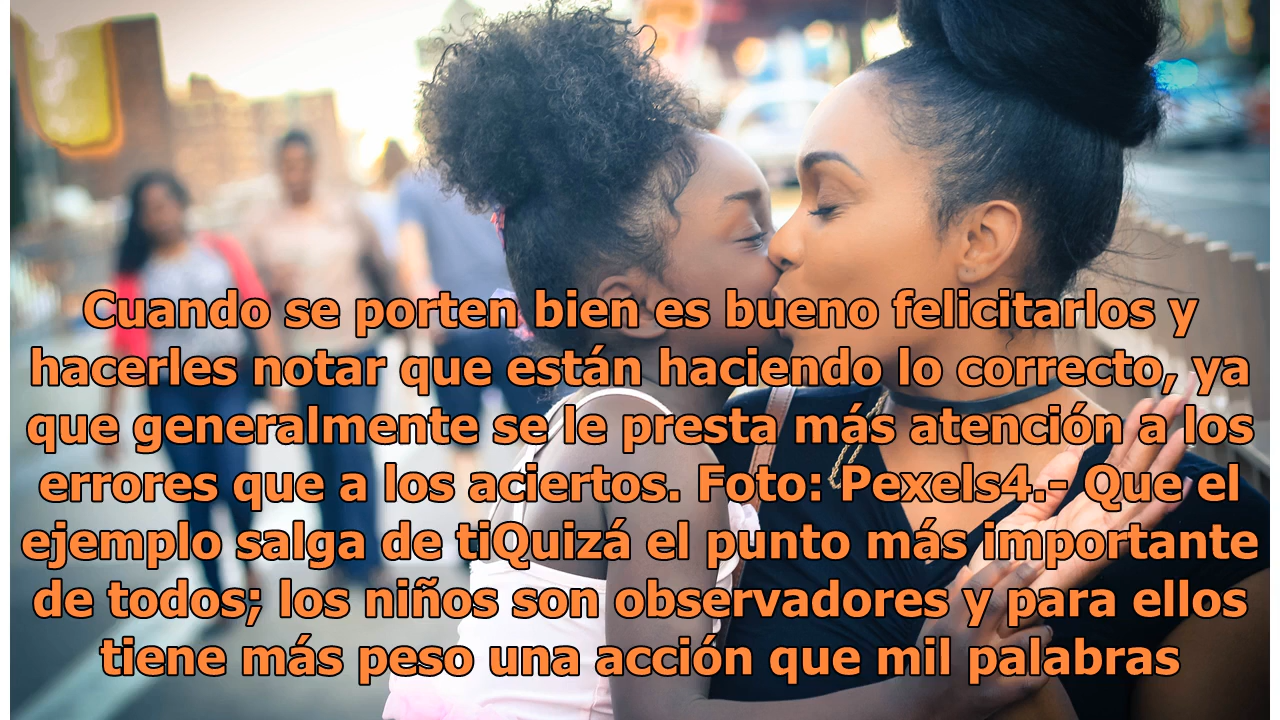 Cuando se porten bien es bueno felicitarlos y
hacerles notar que están haciendo lo correcto, ya
que generalmente se le presta más atención a los
errores que a los aciertos. Foto: Pexels4.- Que el
ejemplo salga de tiQuizá el punto más importante
de todos; los niños son observadores y para ellos
tiene más peso una acción que mil palabras